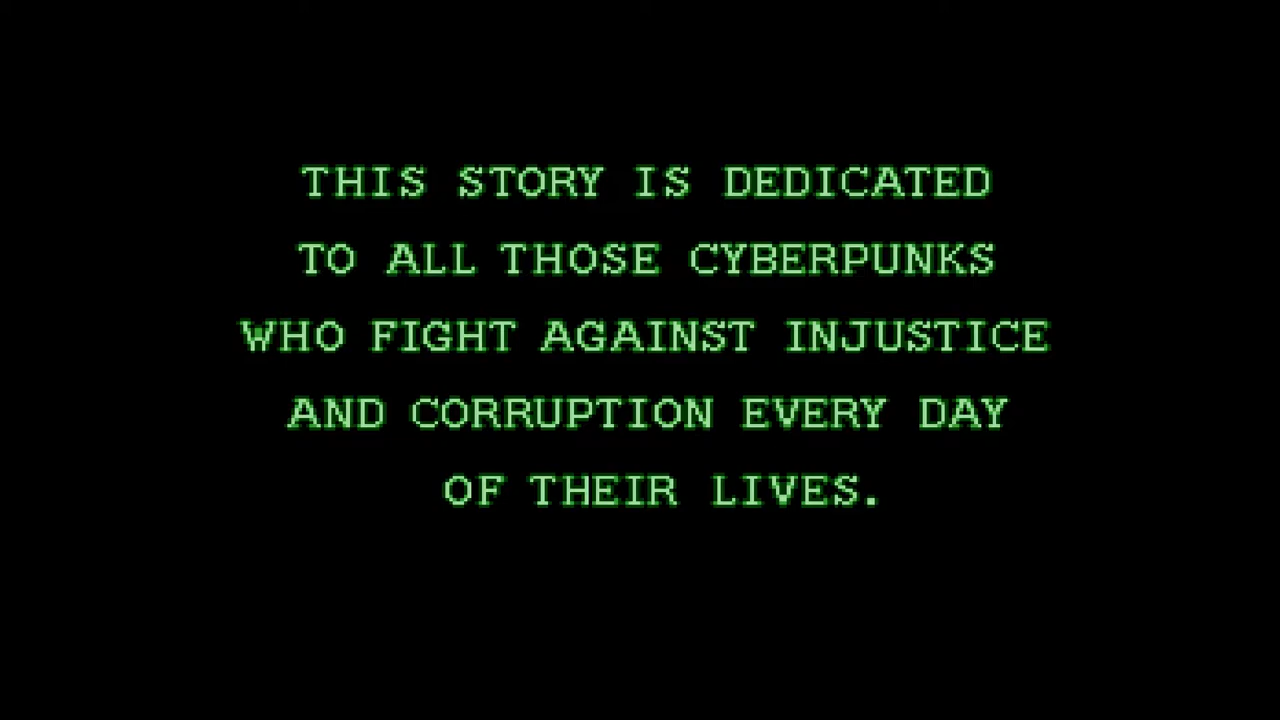 THIS STORY IS DEDICATED
TO ALL THOSE CYBERPUNKS
WHO FIGHT AGAINST INJUSTICE
AND CORRUPTION EVERY DAY
OF THEIR LIVES.